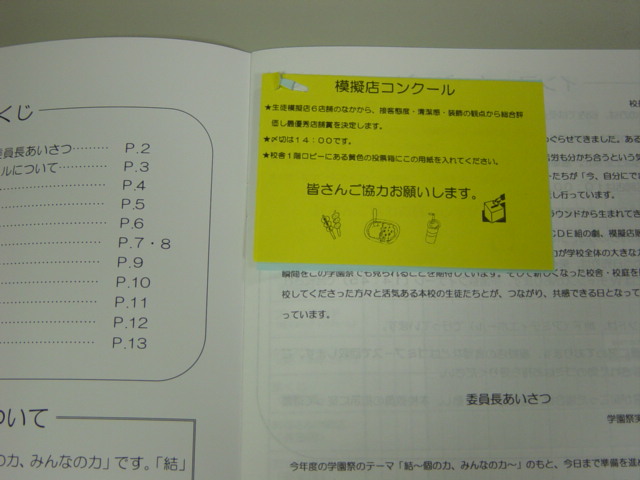 くじ
委員長あいさつ‥‥‥‥ P.2
ルについて‥‥‥‥‥ P.3
P.4
P.5
P.6
P.7・8
P.9
P.10
P.11
P.12
P.13
ついて
の力、みんなの力」です。「結」
模擬店コンクール
★生徒模擬店6店舗のなかから、接客態度・清潔感・装飾の観点から総合評
価し最優秀店舗賞を決定します。
★〆切は14:00です。
★校舎1階ロビーにある黄色の投票箱にこの用紙を入れてください。
皆さんご協力お願いします。
校
めぐらせてきました。ある
労も分かち合うという
たちが「今、自分にで
し行っています。
ウンドから生まれてき
CDE組の劇、模擬店
力が学校全体の大きな
瞬間をこの学園祭でも見られることを期待しています。そして新しくなった校舎・校庭を
校してくださった方々と活気ある本校の生徒たちとが、つながり、共感できる日となって
っています。
委員長あいさつ
学園祭実
今年度の学園祭のテーマ「結～個の力、みんなの力～」のもと、今日まで準備を進め